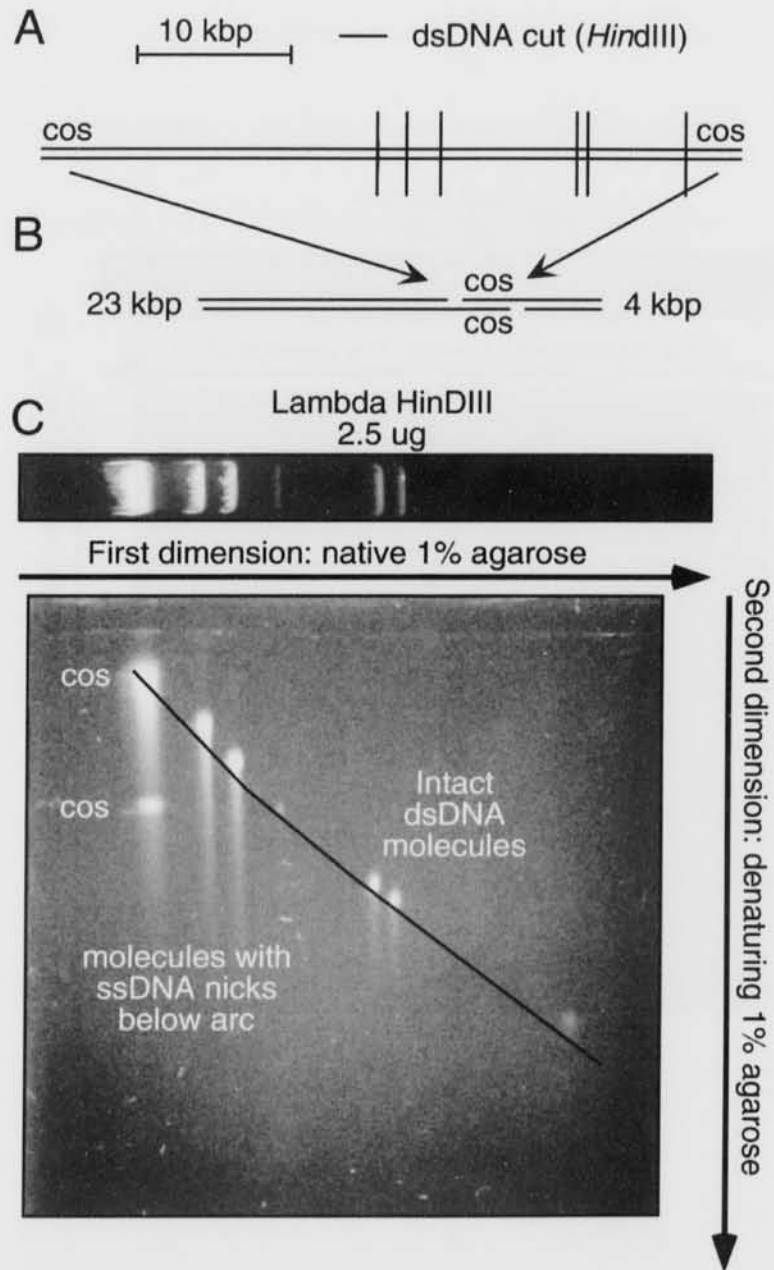 A
10 kbp
dsDNA cut (HindIII)
cos
cos
B
cos
23 kbp
4 kbp
cos
C
Lambda HinDIII
2.5 ug
First dimension: native 1% agarose
Second dimension: denaturing 1% agarose
cos
cos
Intact
dsDNA
molecules
molecules with
ssDNA nicks
below arc